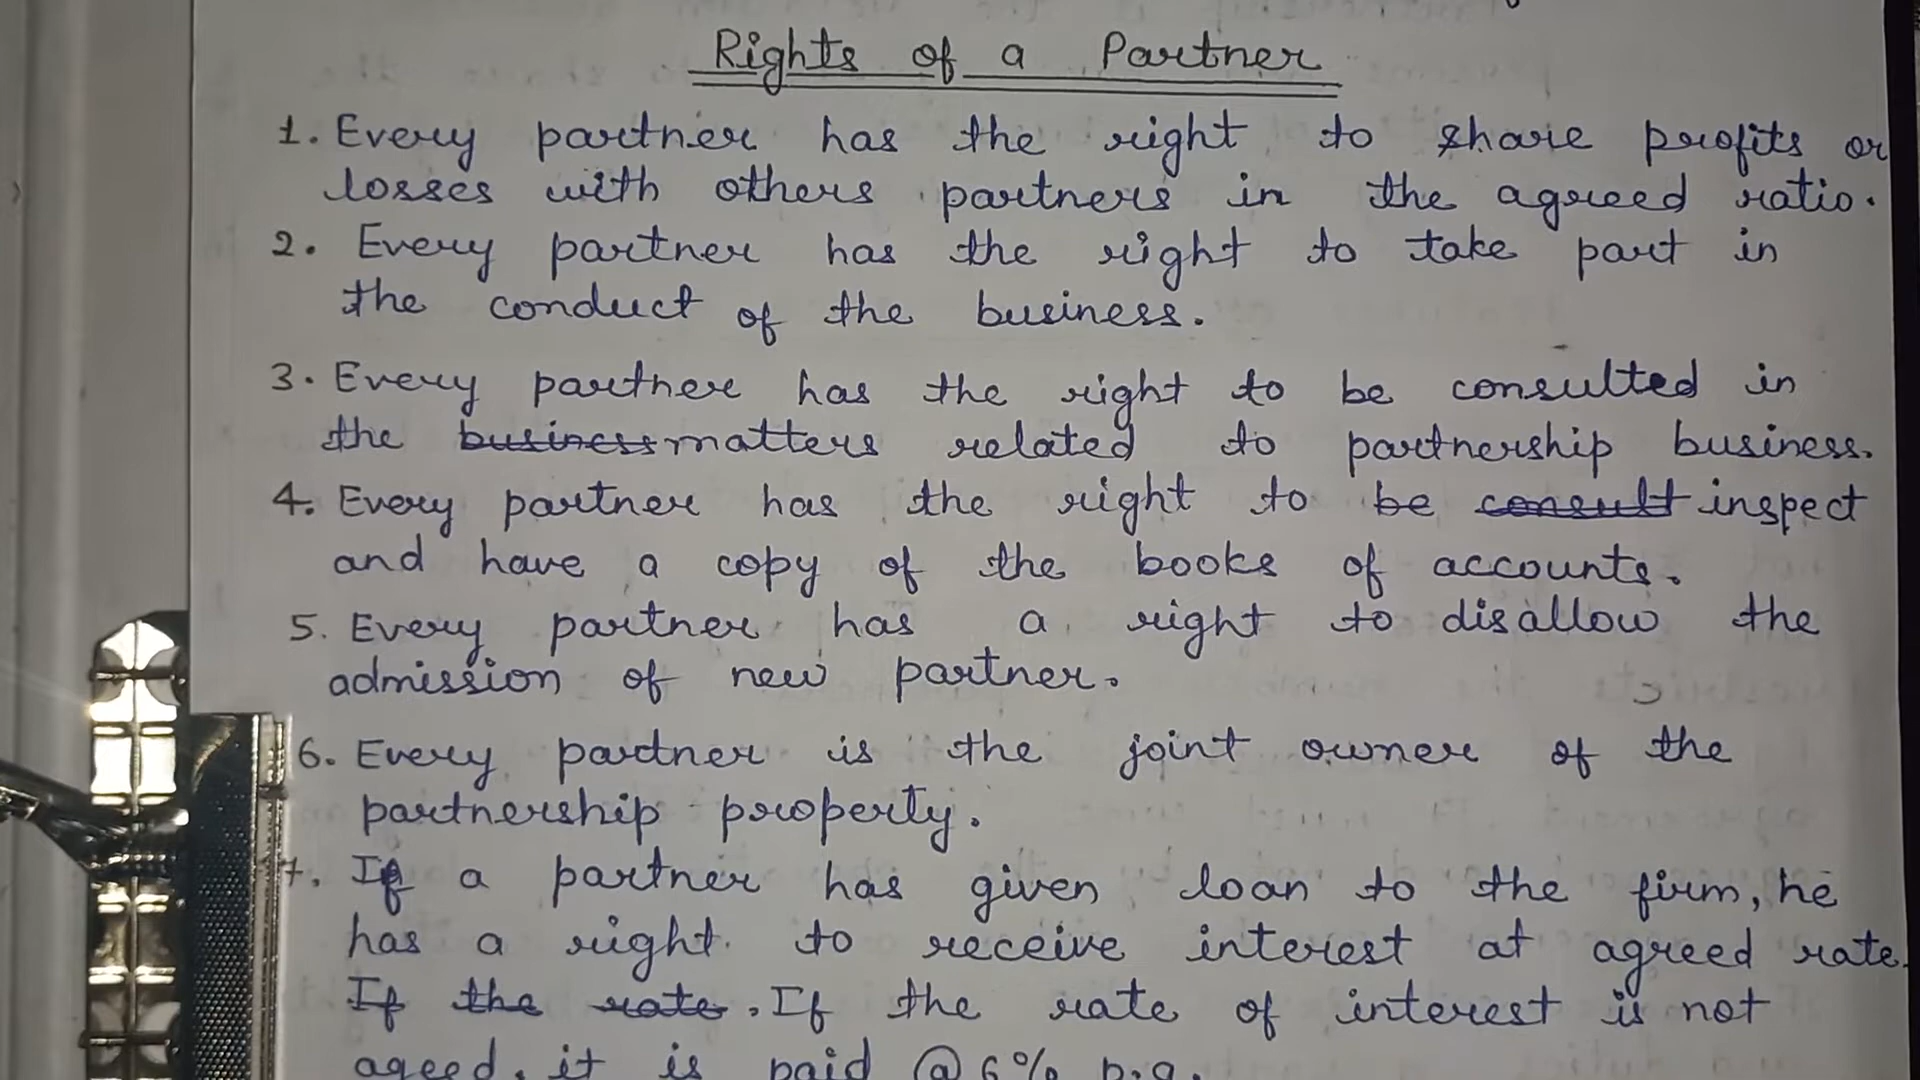 Rights of a Partner
1. Every partner has the right to share profits or
losses with others partners in the agreed ratio.
2. Every partner has the right to take part in
the conduct of the business.
3. Every partner has the right to be consulted in
the business matters related to partnership business.
4. Every partner has the right to be consult inspect
and have a copy of the books of accounts.
5. Every partner has a right to disallow the
admission of new partner.
6. Every partner is the joint owner of the
partnership property.
7. If a partner has given loan to the firm, he
has a right to receive interest at agreed rate.
If the rate. If the rate of interest is not
ageed, it is paid @ 6% p.a.